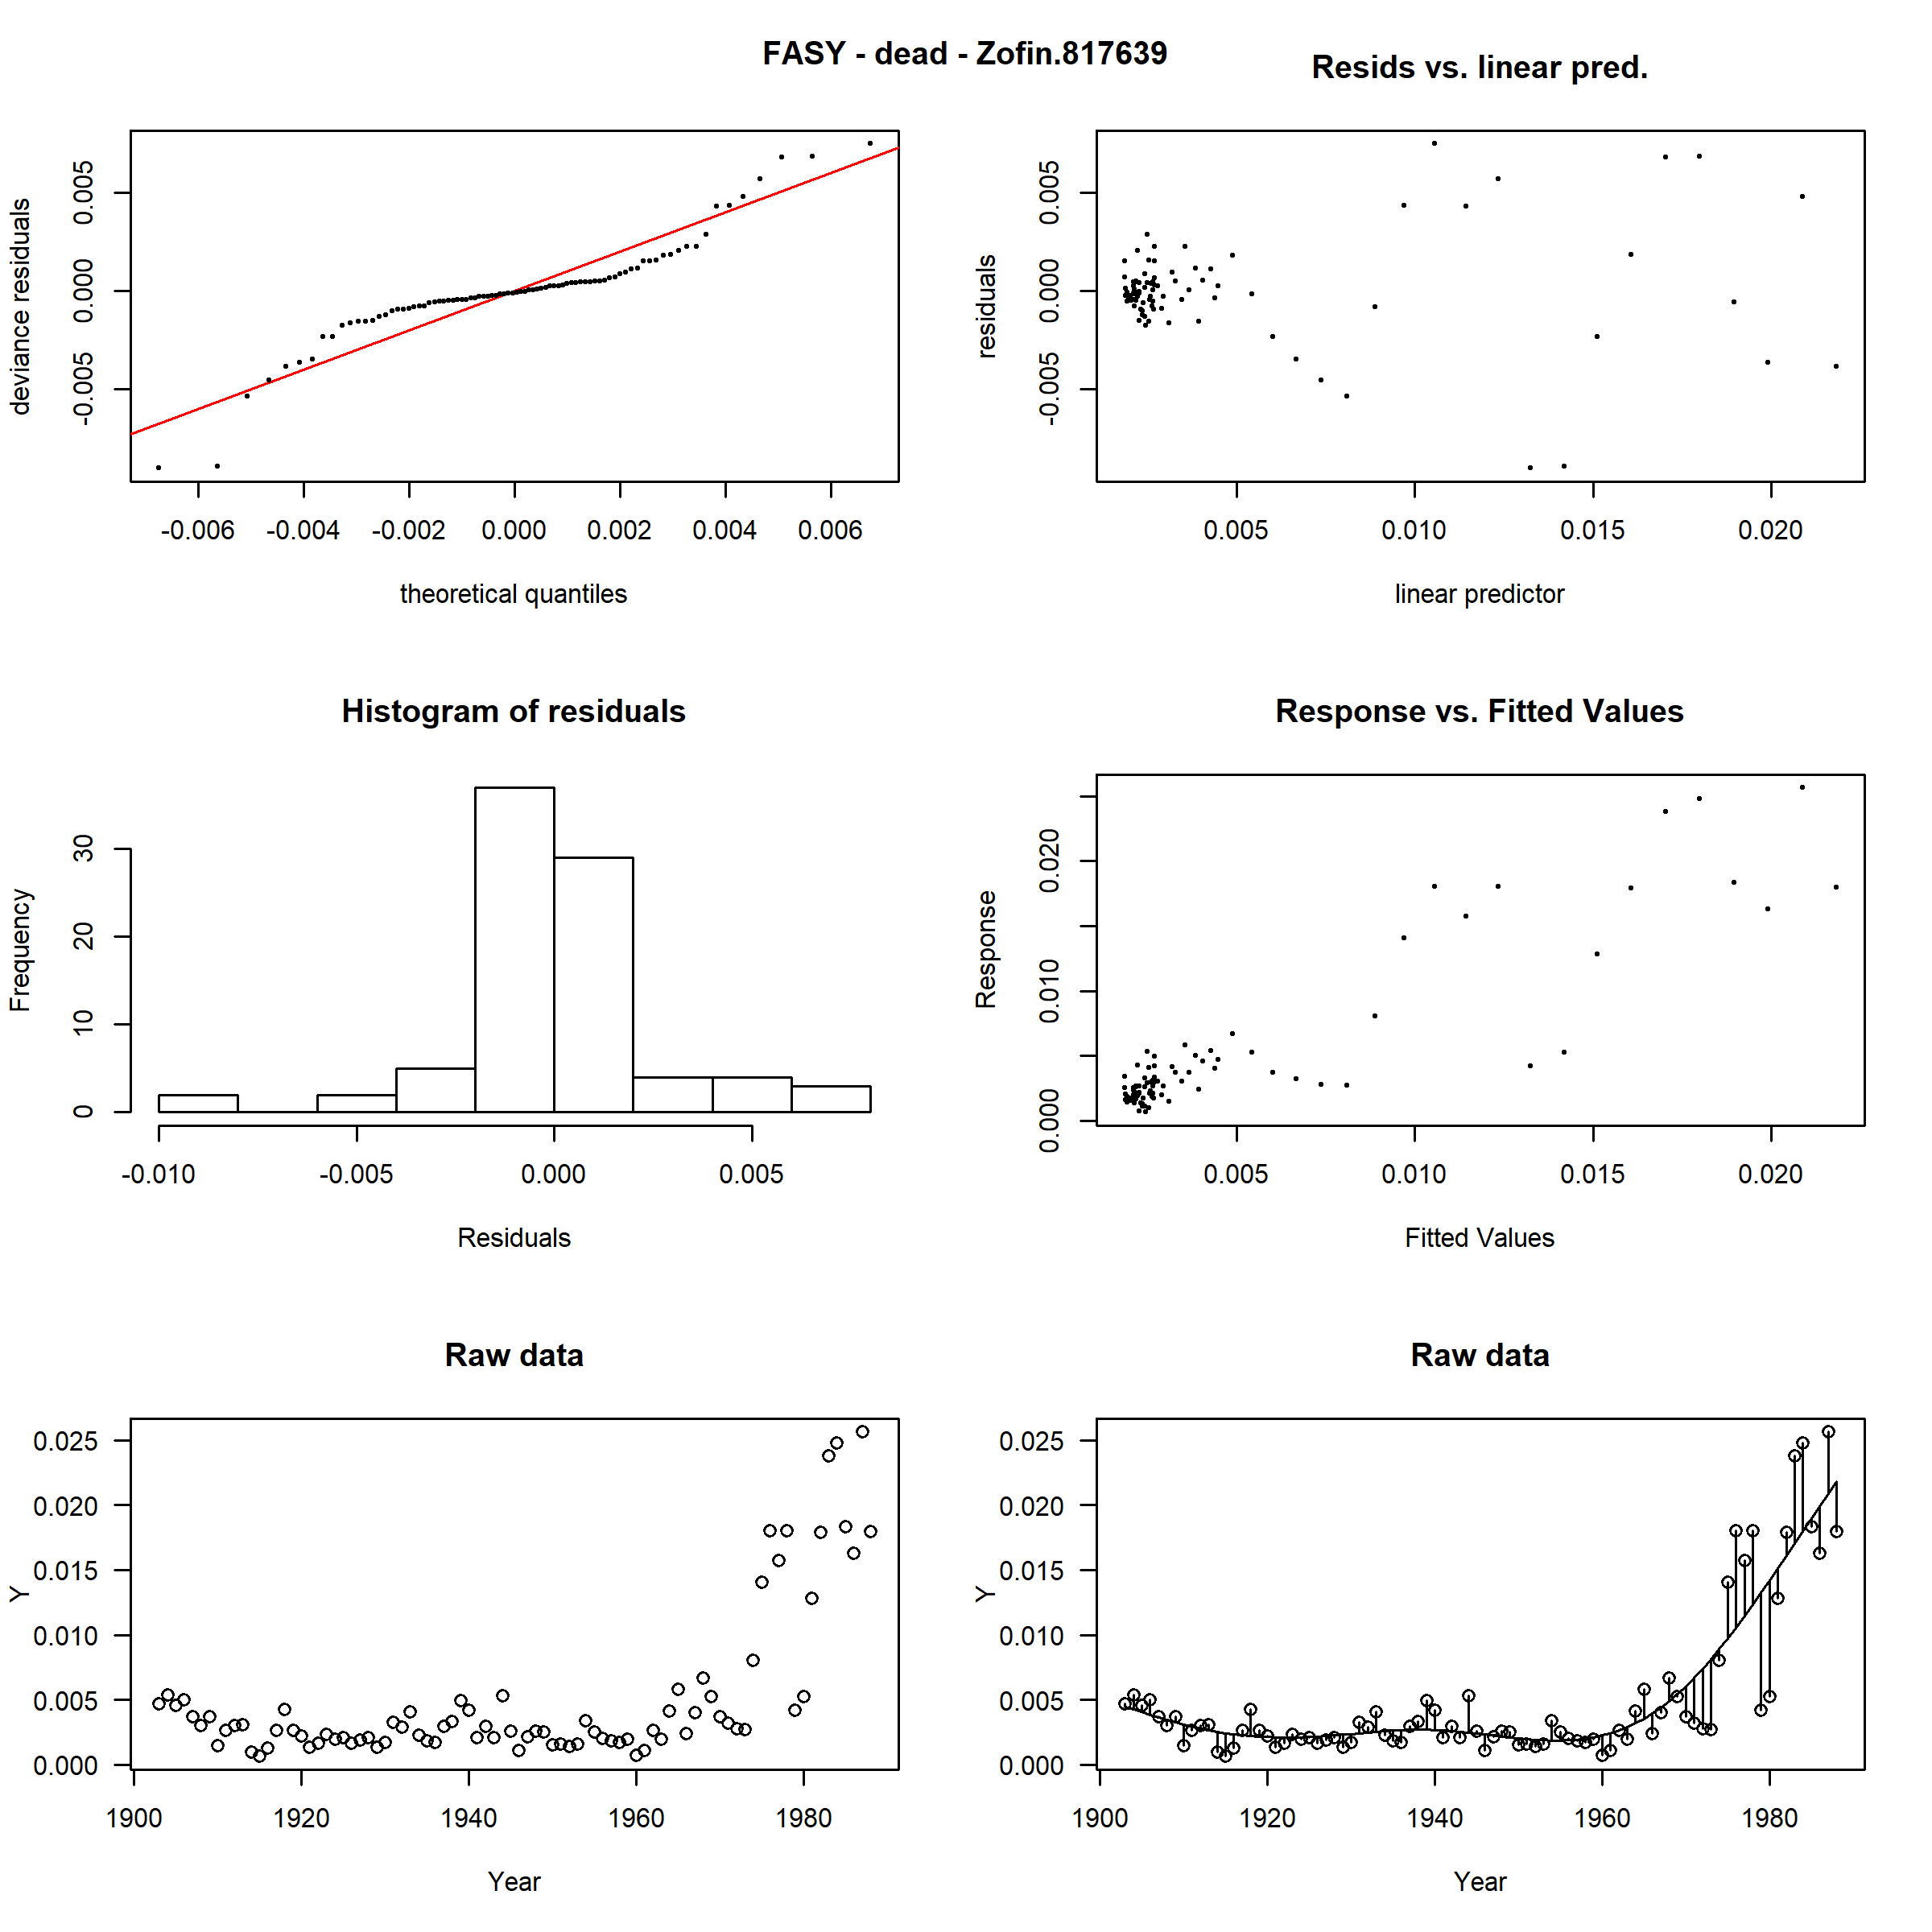 FASY - dead - Zofin.817639
Resids vs. linear pred.
deviance residuals
-0.005 0.000 0.005
-0.006 -0.004 -0.002 0.000 0.002 0.004 0.006
theoretical quantiles
residuals
-0.005 0.000 0.005
0.005 0.010 0.015 0.020
linear predictor
Histogram of residuals
Frequency
0 10 20 30
-0.010 -0.005 0.000 0.005
Residuals
Response vs. Fitted Values
Response
0.000 0.010 0.020
0.005 0.010 0.015 0.020
Fitted Values
Raw data
Y
0.025
0.020
0.015
0.010
0.005
0.000
1900 1920 1940 1960 1980
Year
Raw data
Y
0.025
0.020
0.015
0.010
0.005
0.000
1900 1920 1940 1960 1980
Year